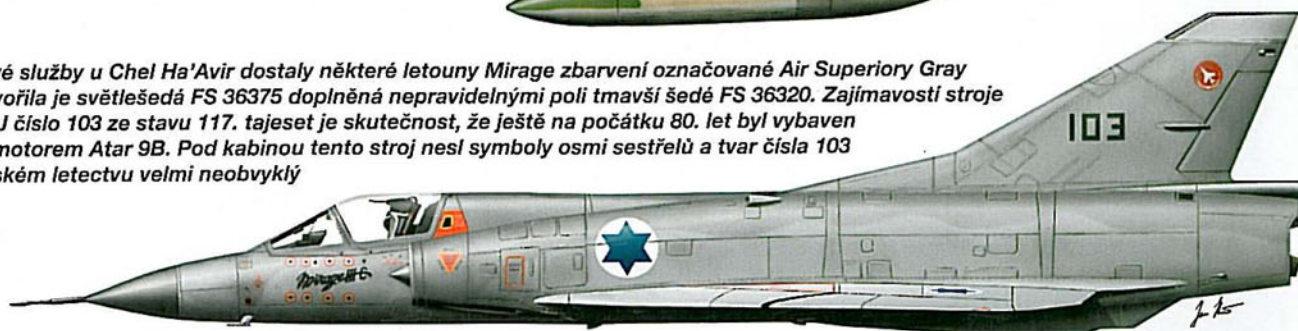 vé služby u Chel Ha'Avir dostaly některé letouny Mirage zbarvení označované Air Superiory Gray
vořila je světlešedá FS 36375 doplněná nepravidelnými poli tmavší šedé FS 36320. Zajímavostí stroje
J číslo 103 ze stavu 117. tajeset je skutečnost, že ještě na počátku 80. let byl vybaven
motorem Atar 9B. Pod kabinou tento stroj nesl symboly osmi sestřelů a tvar čísla 103
ském letectvu velmi neobvyklý
103
Mirage III C